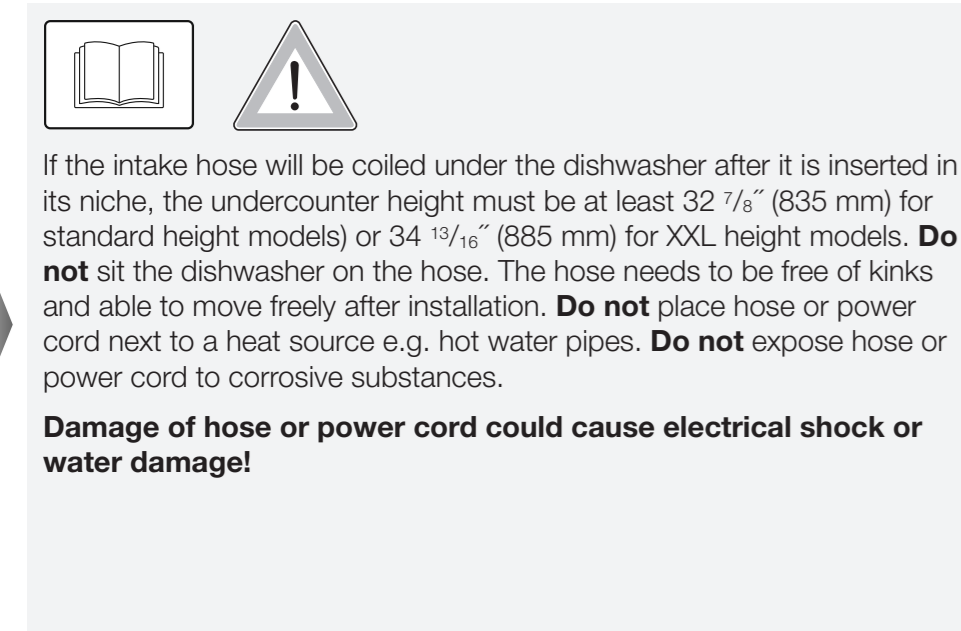 If the intake hose will be coiled under the dishwasher after it is inserted in
its niche, the undercounter height must be at least 32 7/8˝ (835 mm) for
standard height models) or 34 13/16˝ (885 mm) for XXL height models. Do
not sit the dishwasher on the hose. The hose needs to be free of kinks
and able to move freely after installation. Do not place hose or power
cord next to a heat source e.g. hot water pipes. Do not expose hose or
power cord to corrosive substances.
Damage of hose or power cord could cause electrical shock or
water damage!